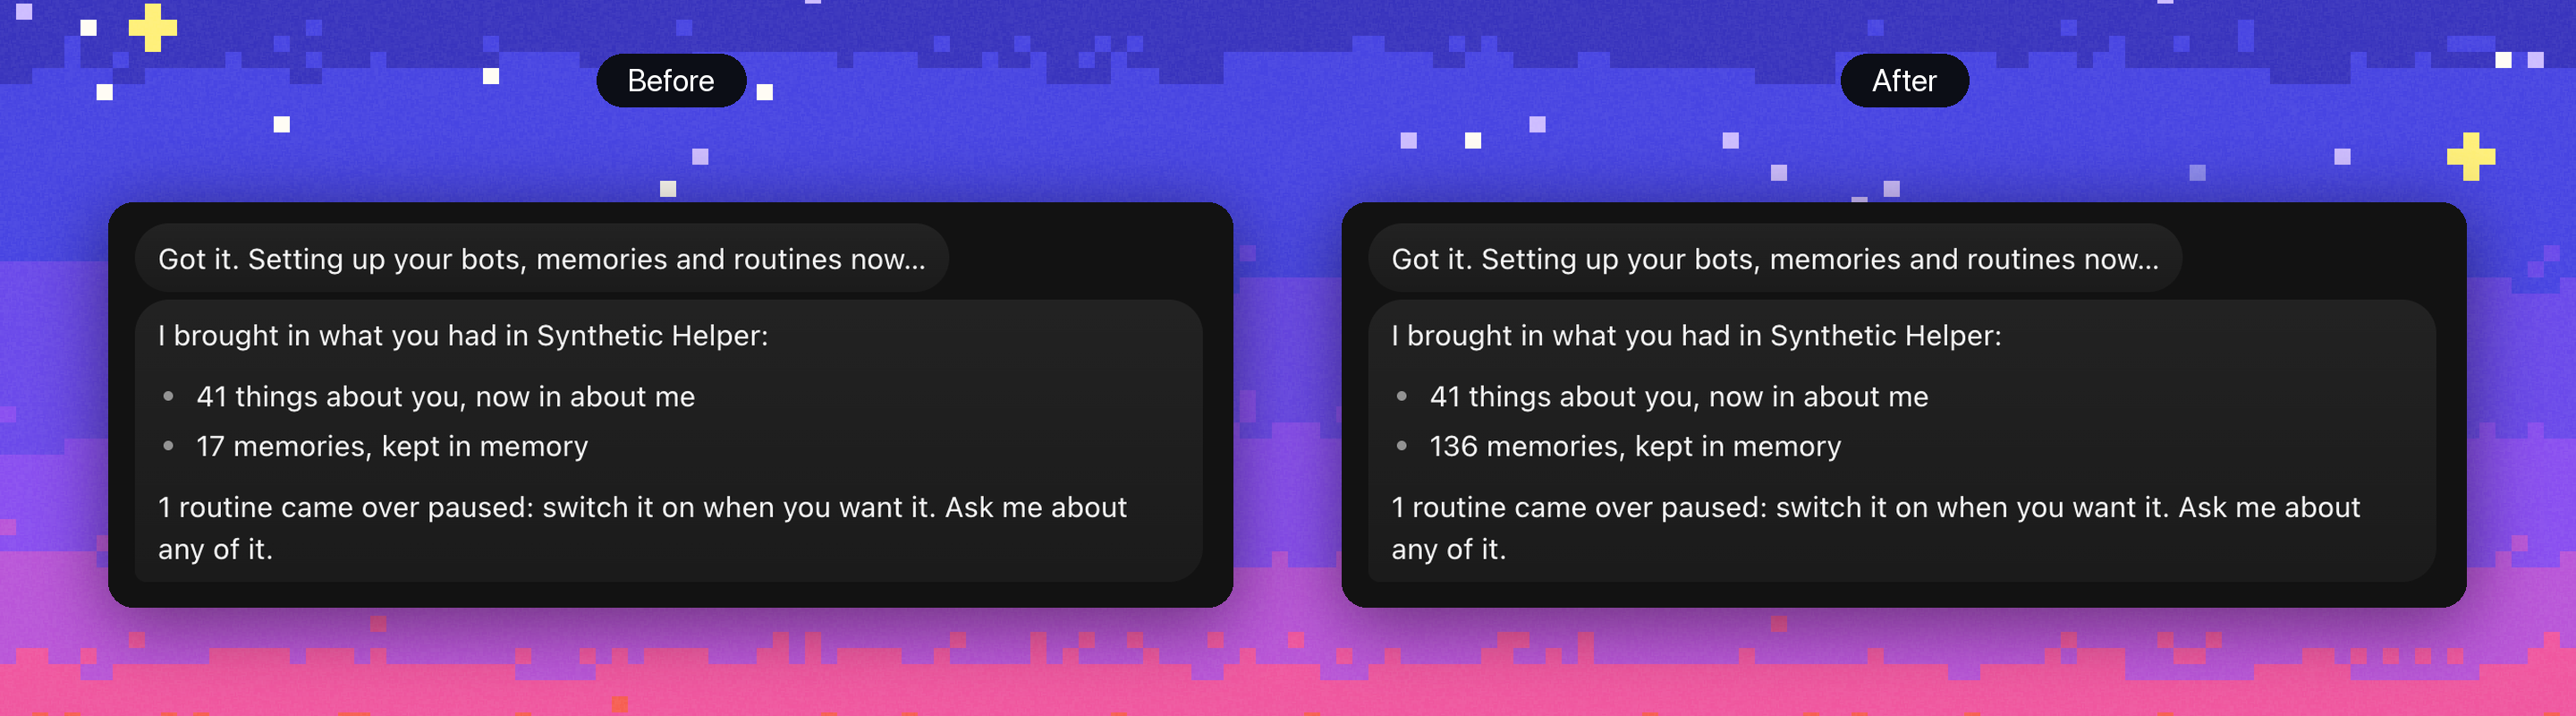 Before
Got it. Setting up your bots, memories and routines now...
I brought in what you had in Synthetic Helper:
41 things about you, now in about me
17 memories, kept in memory
1 routine came over paused: switch it on when you want it. Ask me about
any of it.
After
Got it. Setting up your bots, memories and routines now...
I brought in what you had in Synthetic Helper:
41 things about you, now in about me
136 memories, kept in memory
1 routine came over paused: switch it on when you want it. Ask me about
any of it.